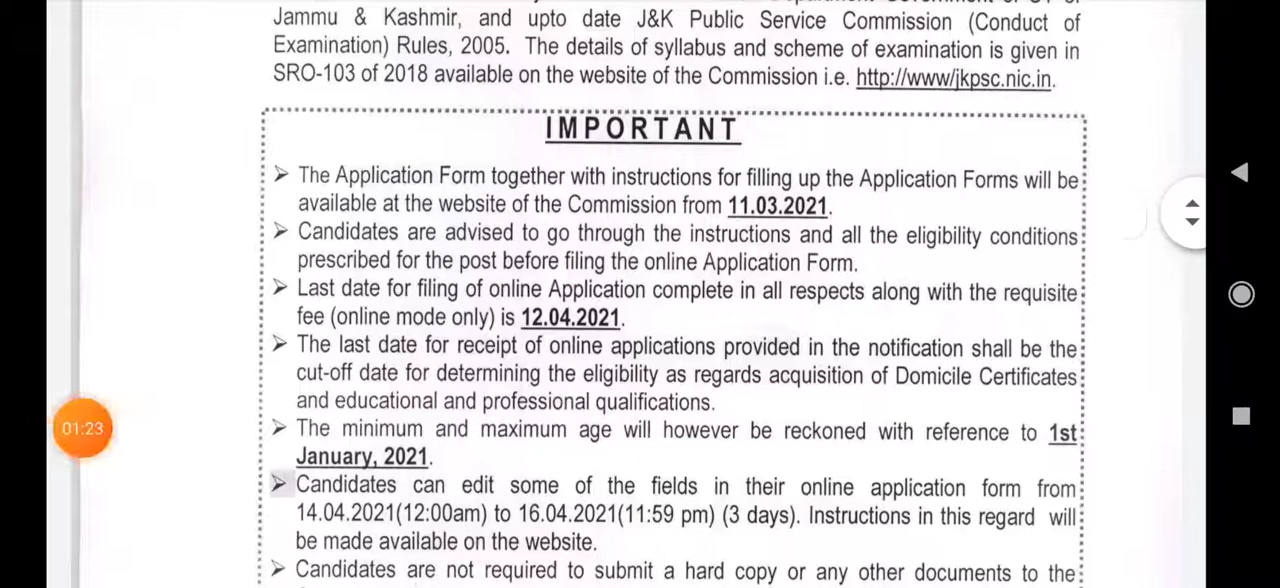 Jammu & Kashmir, and upto date J&K Public Service Commission (Conduct of
Examination) Rules, 2005. The details of syllabus and scheme of examination is given in
SRO-103 of 2018 available on the website of the Commission i.e. http://www/jkpsc.nic.in.
IMPORTANT
➢ The Application Form together with instructions for filling up the Application Forms will be
available at the website of the Commission from 11.03.2021.
➢ Candidates are advised to go through the instructions and all the eligibility conditions
prescribed for the post before filing the online Application Form.
➢ Last date for filing of online Application complete in all respects along with the requisite
fee (online mode only) is 12.04.2021.
➢ The last date for receipt of online applications provided in the notification shall be the
cut-off date for determining the eligibility as regards acquisition of Domicile Certificates
and educational and professional qualifications.
➢ The minimum and maximum age will however be reckoned with reference to 1st
January, 2021.
➢ Candidates can edit some of the fields in their online application form from
14.04.2021(12:00am) to 16.04.2021(11:59 pm) (3 days). Instructions in this regard will
be made available on the website.
➢ Candidates are not required to submit a hard copy or any other documents to the
01:23